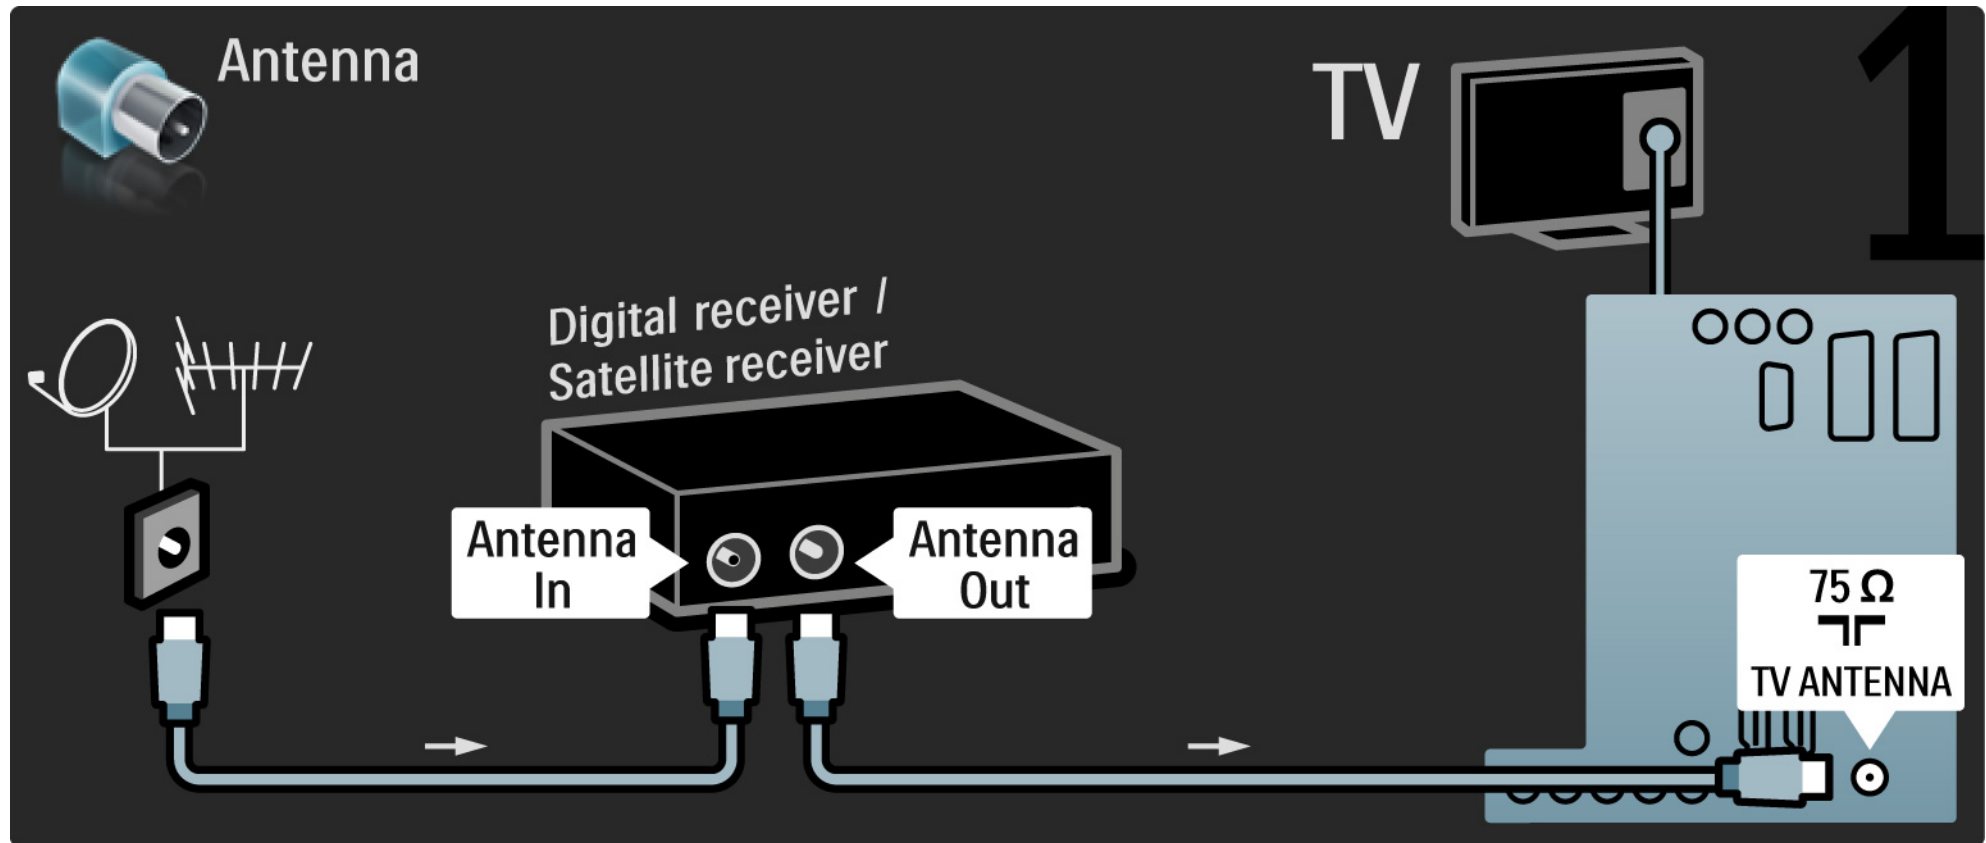 Antenna
TV
1
Digital receiver /
Satellite receiver
Antenna
In
Antenna
Out
75 Ω
TV ANTENNA